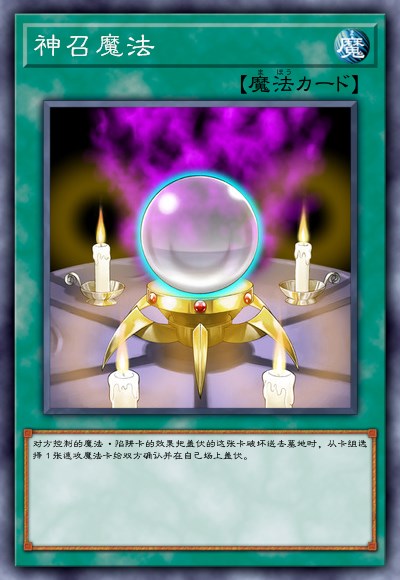 神召魔法
魔
【魔法カード】
まほう
对方控制的魔法·陷阱卡的效果把盖伏的这张卡破坏送去墓地时，从卡组选
择1张速攻魔法卡给双方确认并在自己场上盖伏。